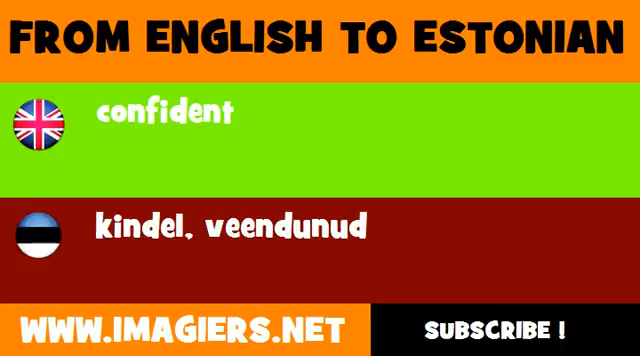 FROM ENGLISH TO ESTONIAN
confident
kindel, veendunud
WWW.IMAGIERS.NET
SUBSCRIBE !